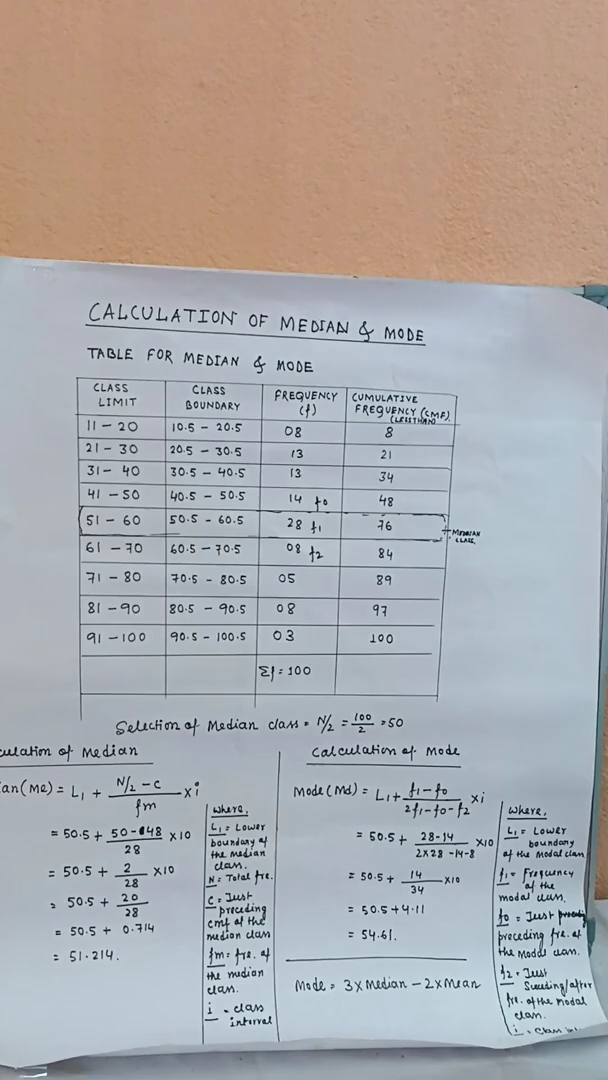 CALCULATION OF MEDIAN & MODE
TABLE FOR MEDIAN & MODE
CLASS LIMIT CLASS BOUNDARY FREQUENCY (f) CUMULATIVE FREQUENCY (CMF) (LESS THAN)
11 - 20 10.5 - 20.5 08 8
21 - 30 20.5 - 30.5 13 21
31 - 40 30.5 - 40.5 13 34
41 - 50 40.5 - 50.5 14 f0 48
51 - 60 50.5 - 60.5 28 f1 76 MEDIAN CLASS
61 - 70 60.5 - 70.5 08 f2 84
71 - 80 70.5 - 80.5 05 89
81 - 90 80.5 - 90.5 08 97
91 - 100 90.5 - 100.5 03 100
Σf = 100
Selection of Median class = N/2 = 100/2 = 50
culation of Median
ian (Me) = L1 + N/2 - C / fm × i
= 50.5 + 50 - 48 / 28 × 10
= 50.5 + 2/28 × 10
= 50.5 + 20/28
= 50.5 + 0.714
= 51.214.
where,
L1 = Lower
boundary of
the median
class.
N = Total fre.
C = Just
preceding
cmf of the
median class
fm = fre. of
the median
class.
i = class
interval
Calculation of Mode
Mode (Md) = L1 + f1 - f0 / 2f1 - f0 - f2 × i
= 50.5 + 28 - 14 / 2×28 - 14 - 8 × 10
= 50.5 + 14/34 × 10
= 50.5 + 4.11
= 54.61.
Mode = 3 × Median - 2 × Mean
where,
L1 = Lower
boundary
of the Modal class
f1 = Frequency
of the
modal class.
f0 = Just
preceding fre. of
the Modal class.
f2 = Just
Suceeding/after
fre. of the modal
class.
i = Class